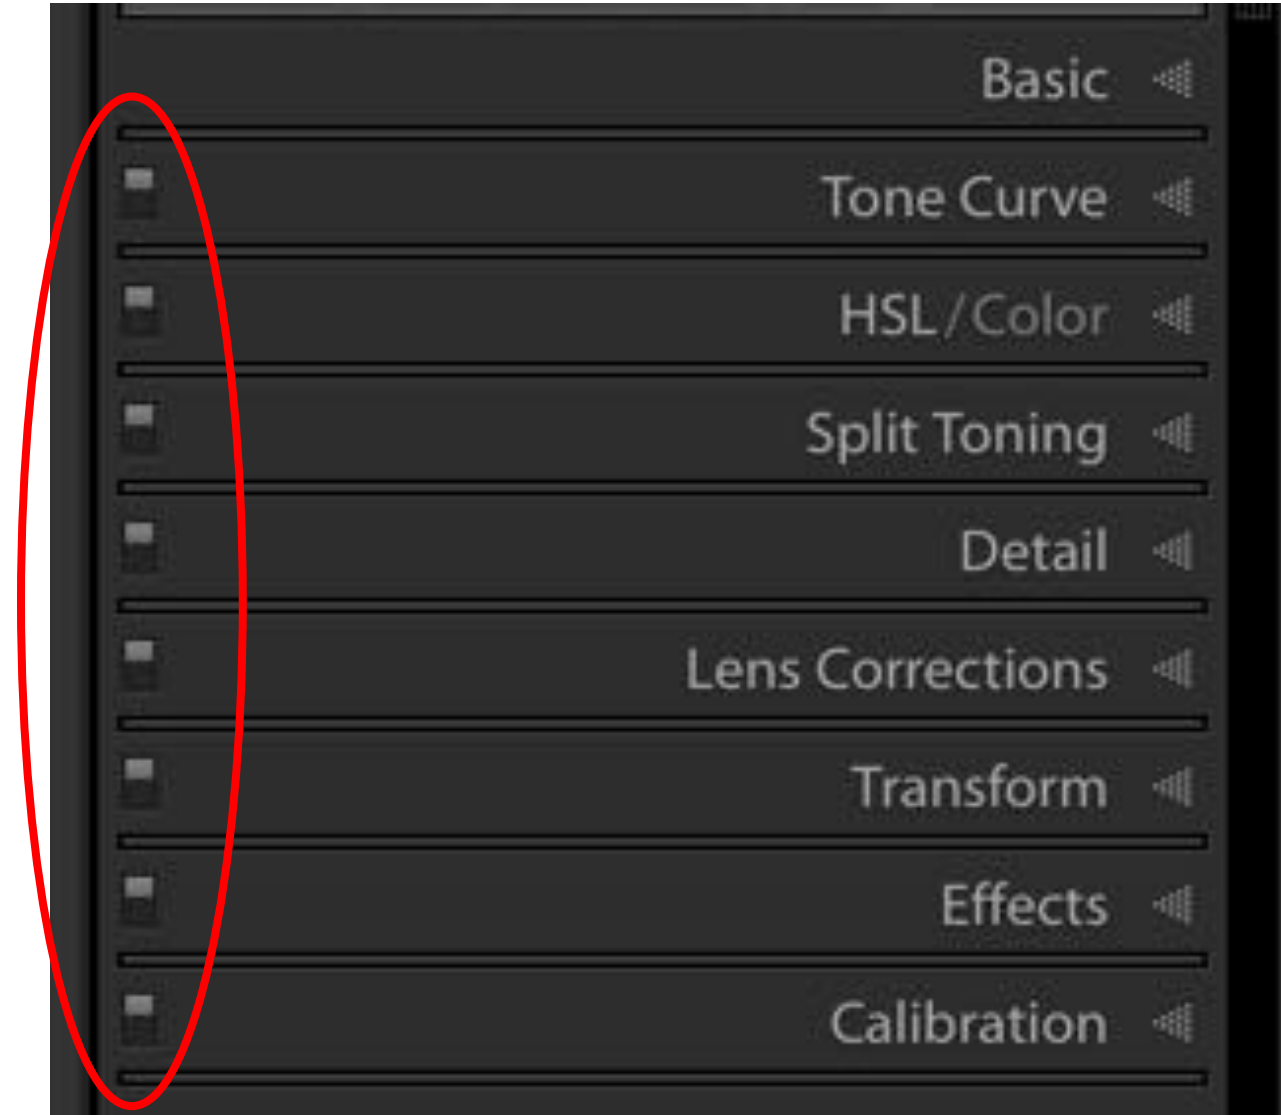 Basic
Tone Curve
HSL/Color
Split Toning
Detail
Lens Corrections
Transform
Effects
Calibration